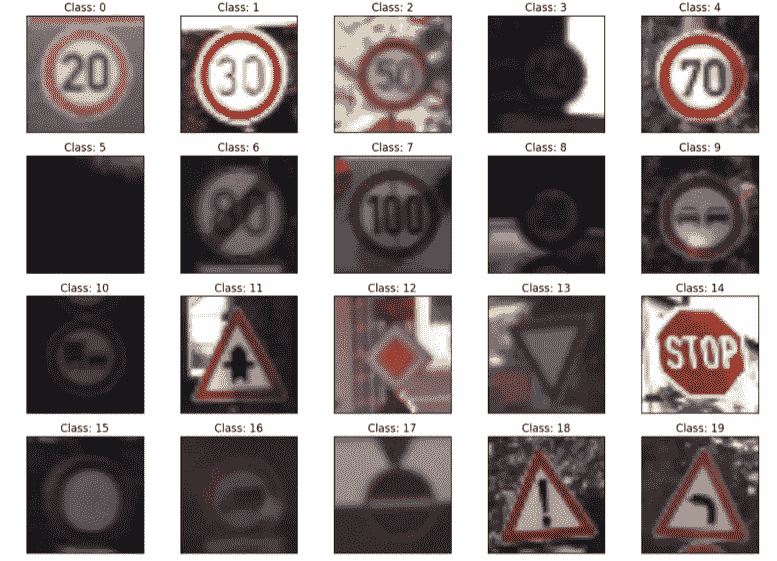 Class: 0 Class: 1 Class: 2 Class: 3 Class: 4
20 30 50 60 70
Class: 5 Class: 6 Class: 7 Class: 8 Class: 9
80 100
Class: 10 Class: 11 Class: 12 Class: 13 Class: 14
STOP
Class: 15 Class: 16 Class: 17 Class: 18 Class: 19
!